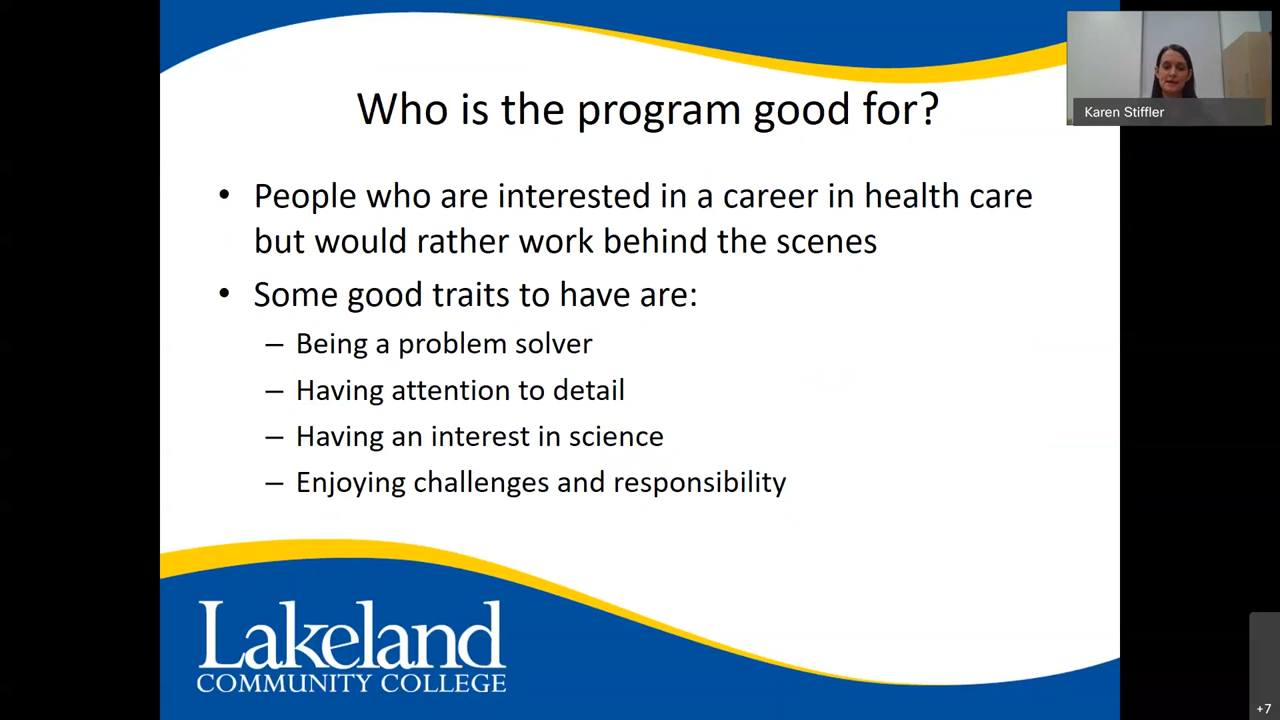 Who is the program good for?
Karen Stiffler
• People who are interested in a career in health care
but would rather work behind the scenes
• Some good traits to have are:
– Being a problem solver
– Having attention to detail
– Having an interest in science
– Enjoying challenges and responsibility
Lakeland
COMMUNITY COLLEGE
+7